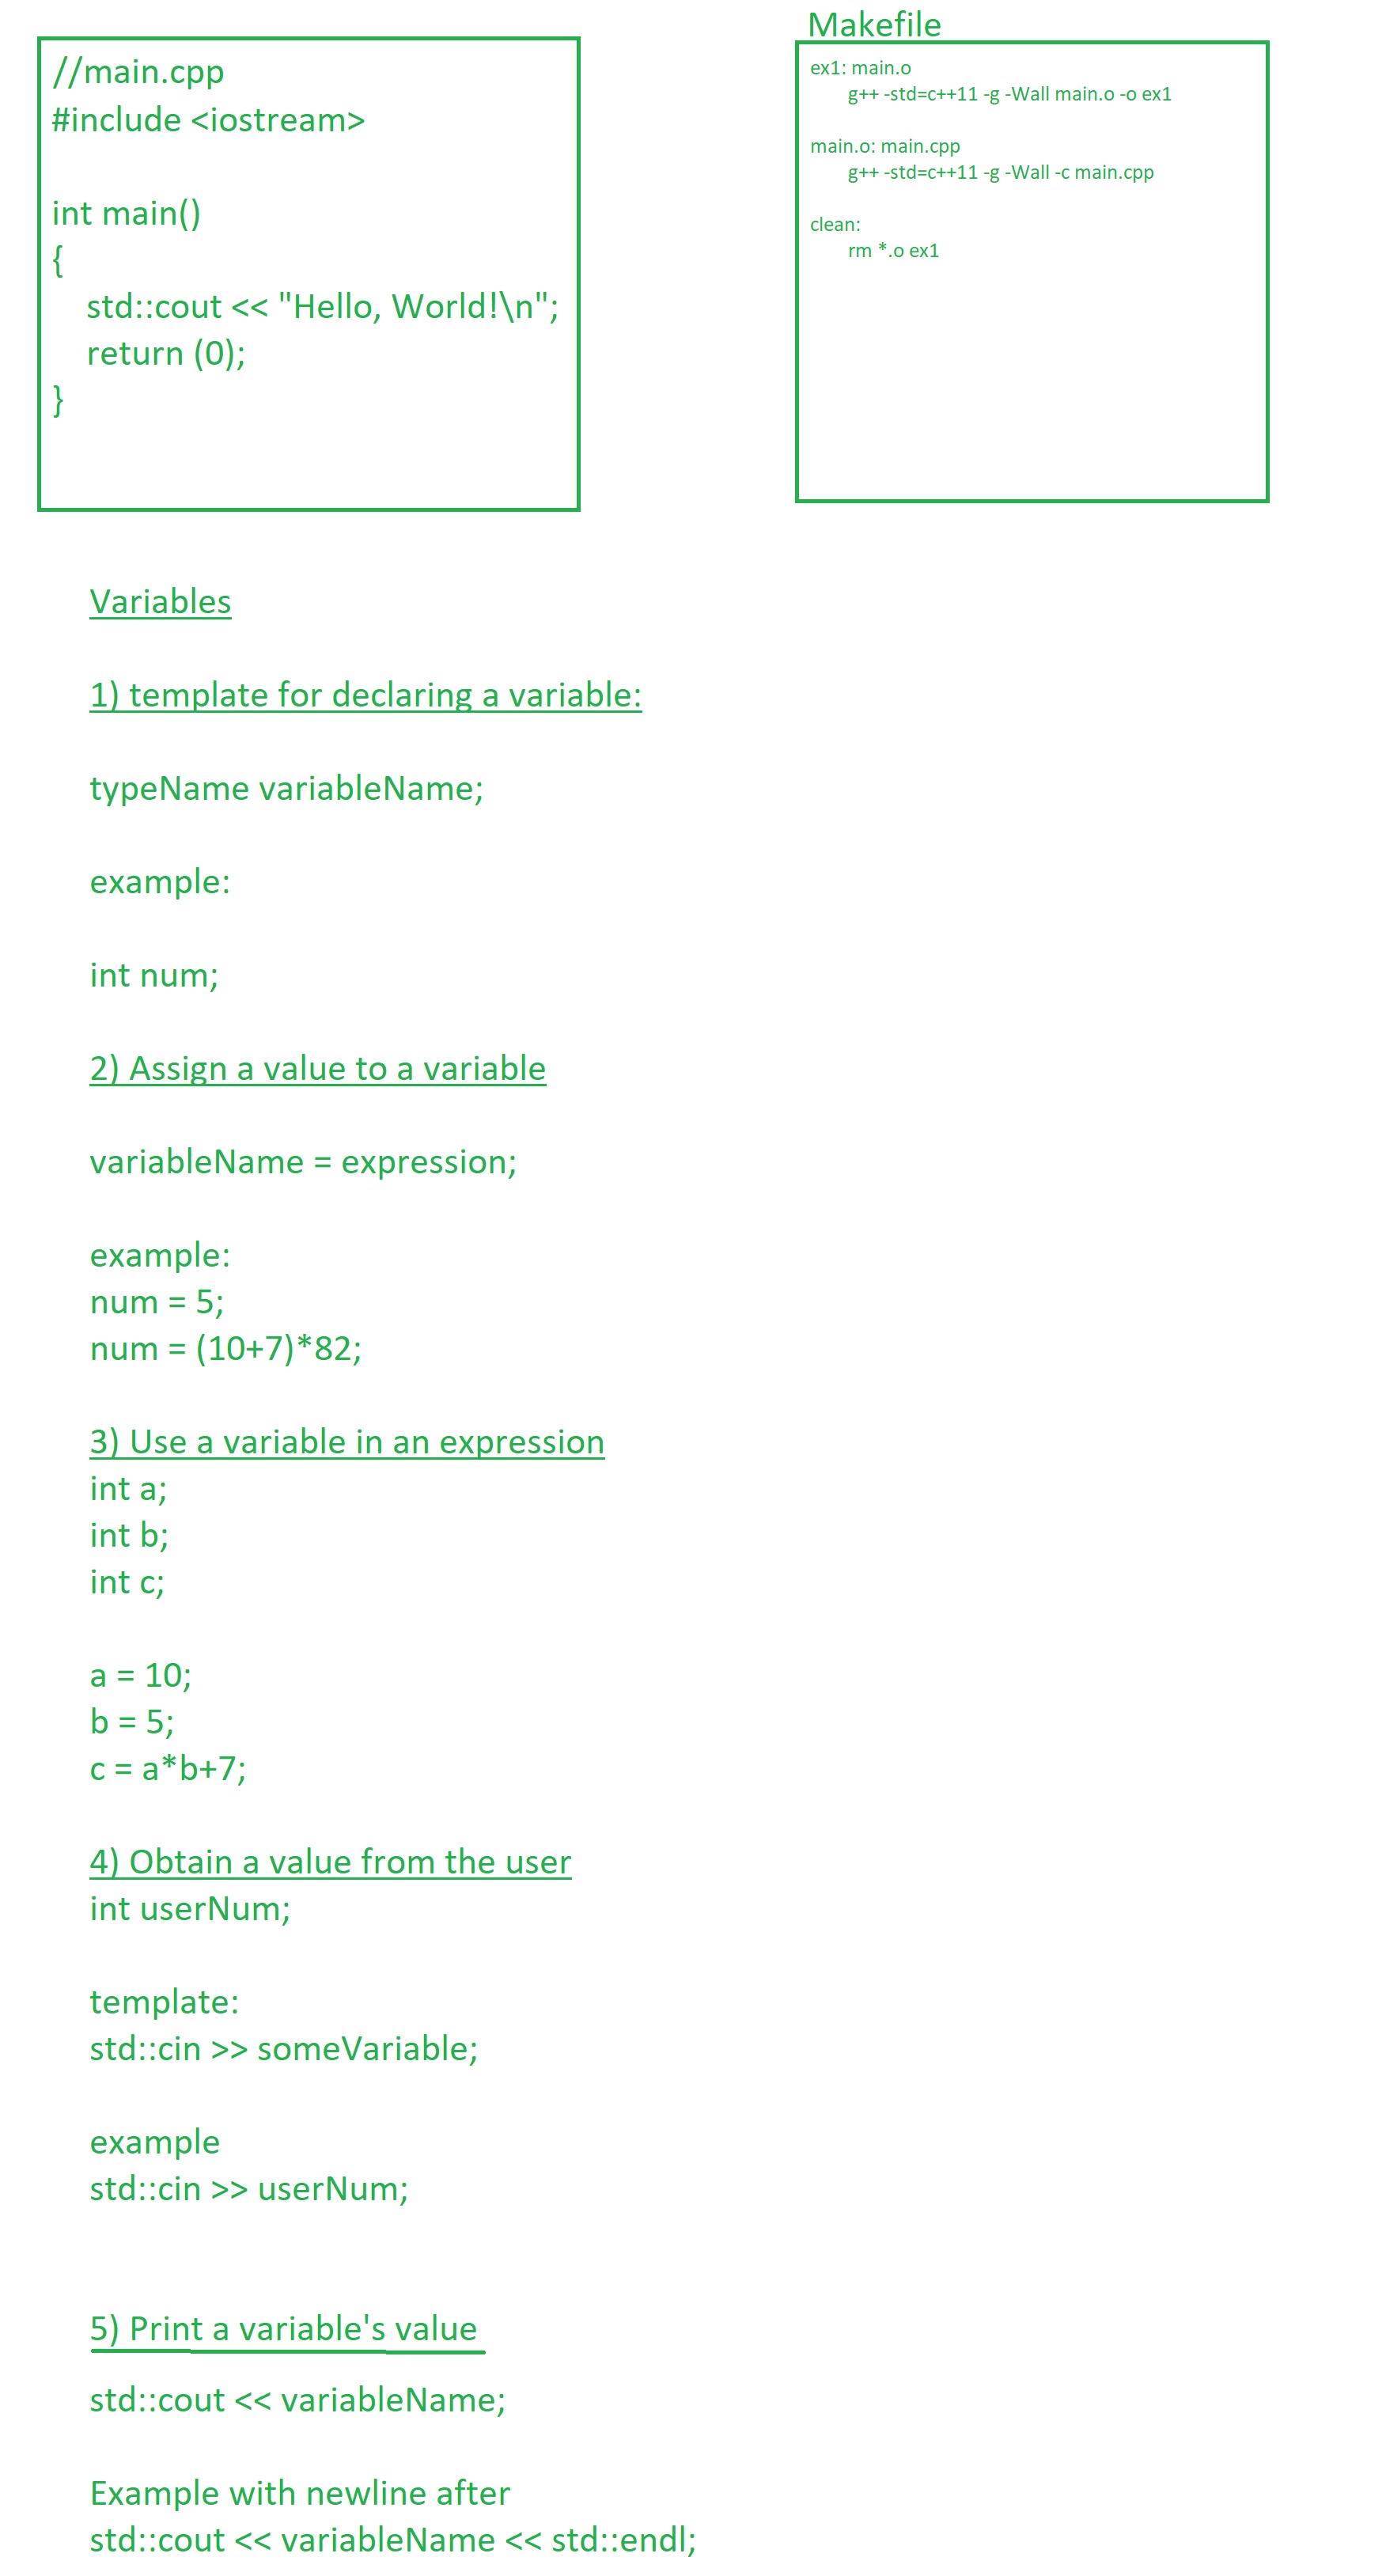 //main.cpp
#include <iostream>
int main()
{
std::cout << "Hello, World!\n";
return (0);
}
Makefile
ex1: main.o
g++ -std=c++11 -g -Wall main.o -o ex1
main.o: main.cpp
g++ -std=c++11 -g -Wall -c main.cpp
clean:
rm *.o ex1
Variables
1) template for declaring a variable:
typeName variableName;
example:
int num;
2) Assign a value to a variable
variableName = expression;
example:
num = 5;
num = (10+7)*82;
3) Use a variable in an expression
int a;
int b;
int c;
a = 10;
b = 5;
c = a*b+7;
4) Obtain a value from the user
int userNum;
template:
std::cin >> someVariable;
example
std::cin >> userNum;
5) Print a variable's value
std::cout << variableName;
Example with newline after
std::cout << variableName << std::endl;